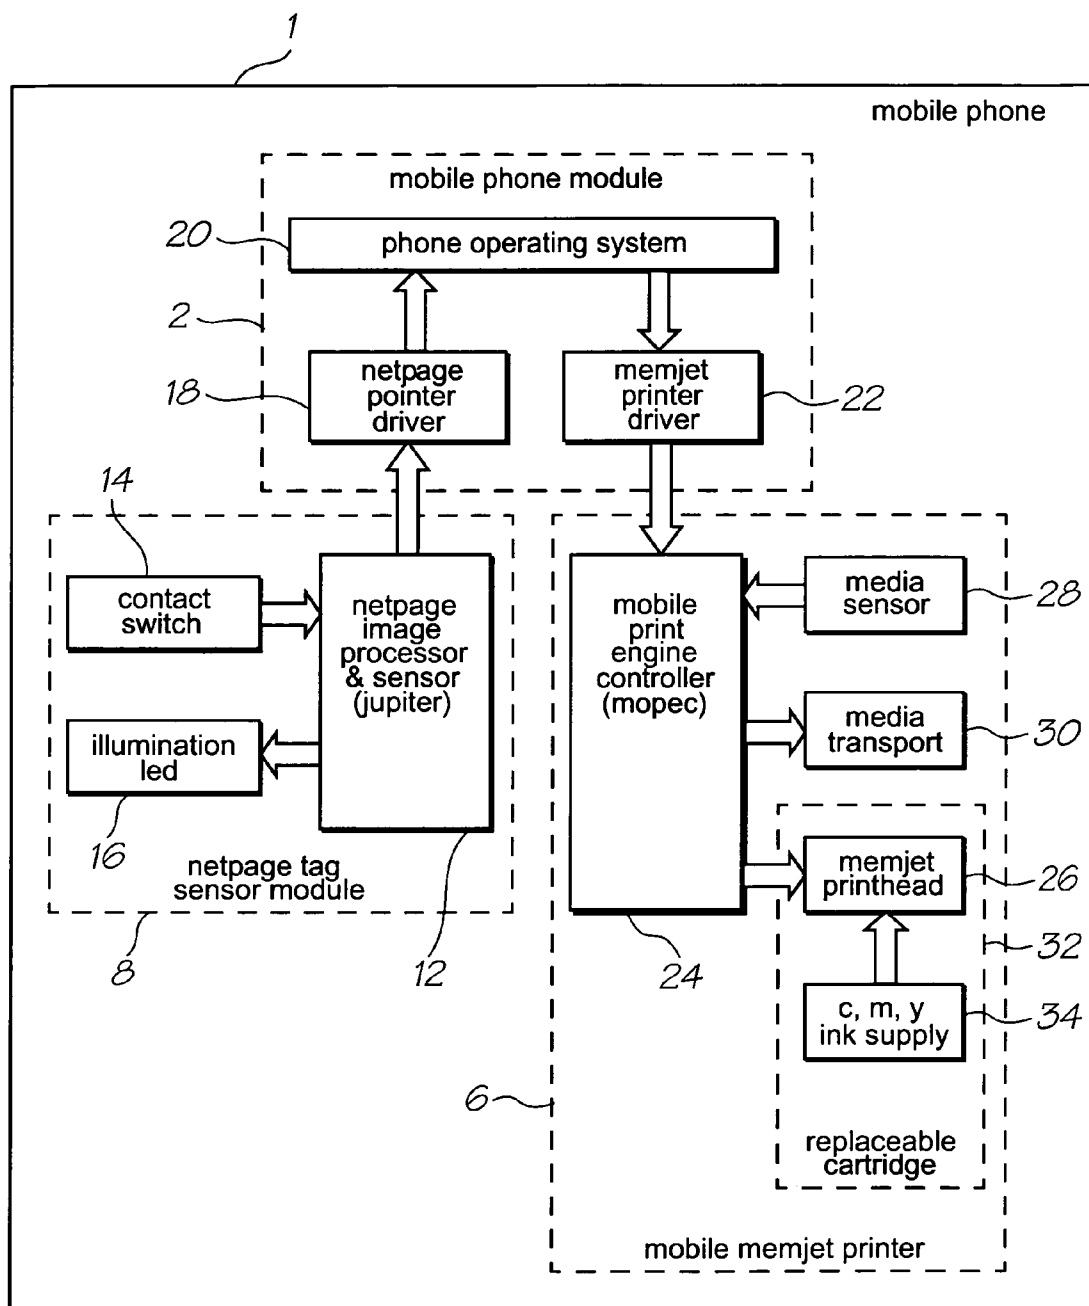 1
mobile phone
mobile phone module
20
phone operating system
2
18
netpage
pointer
driver
memjet
printer
driver
22
14
contact
switch
netpage
image
processor
& sensor
(jupiter)
illumination
led
16
netpage tag
sensor module
8
12
mobile
print
engine
controller
(mopec)
media
sensor
28
media
transport
30
memjet
printhead
26
32
24
c, m, y
ink supply
34
6
replaceable
cartridge
mobile memjet printer